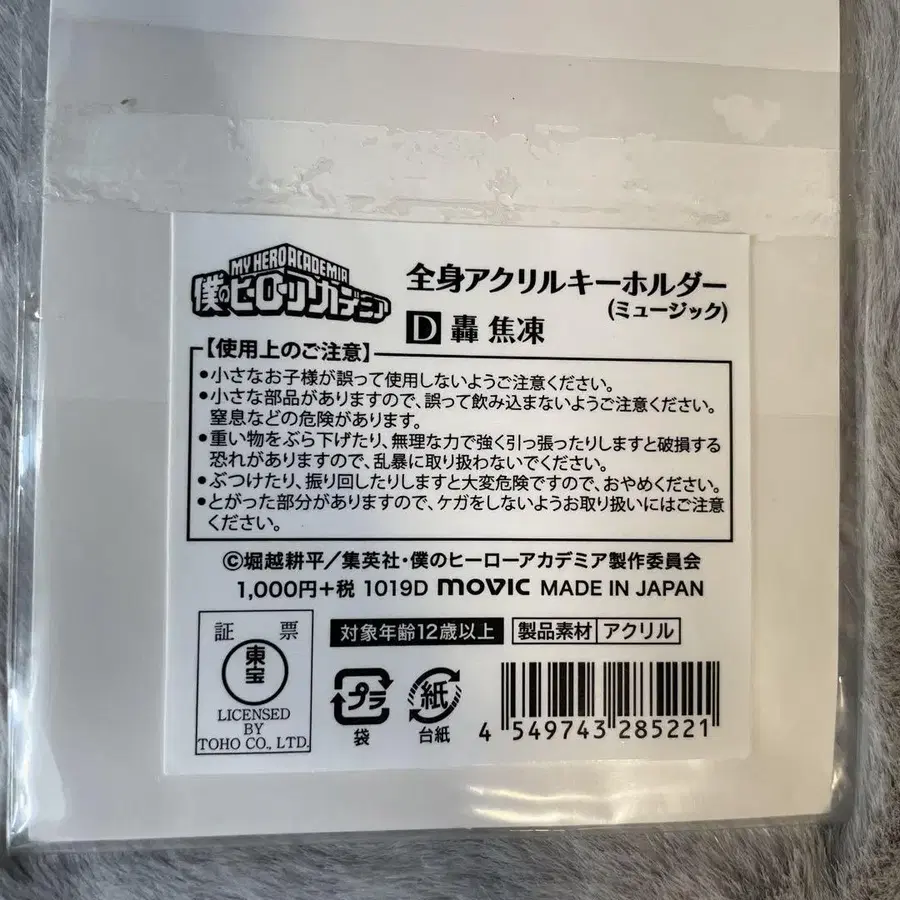 MY HERO ACADEMIA
僕のヒーローアカデミア
全身アクリルキーホルダー
(ミュージック)
D 轟 焦凍
【使用上のご注意】
●小さなお子様が誤って使用しないようご注意ください。
●小さな部品がありますので、誤って飲み込まないようご注意ください。
窒息などの危険があります。
●重い物をぶら下げたり、無理な力で強く引っ張ったりしますと破損する
恐れがありますので、乱暴に取り扱わないでください。
●ぶつけたり、振り回したりしますと大変危険ですので、おやめください。
●とがった部分がありますので、ケガをしないようお取り扱いにはご注意
ください。
©堀越耕平/集英社・僕のヒーローアカデミア製作委員会
1,000円+税 1019D movic MADE IN JAPAN
証 票
東宝
LICENSED
BY
TOHO CO., LTD.
対象年齢12歳以上 製品素材 アクリル
プラ
袋
紙
台紙
4 549743 285221